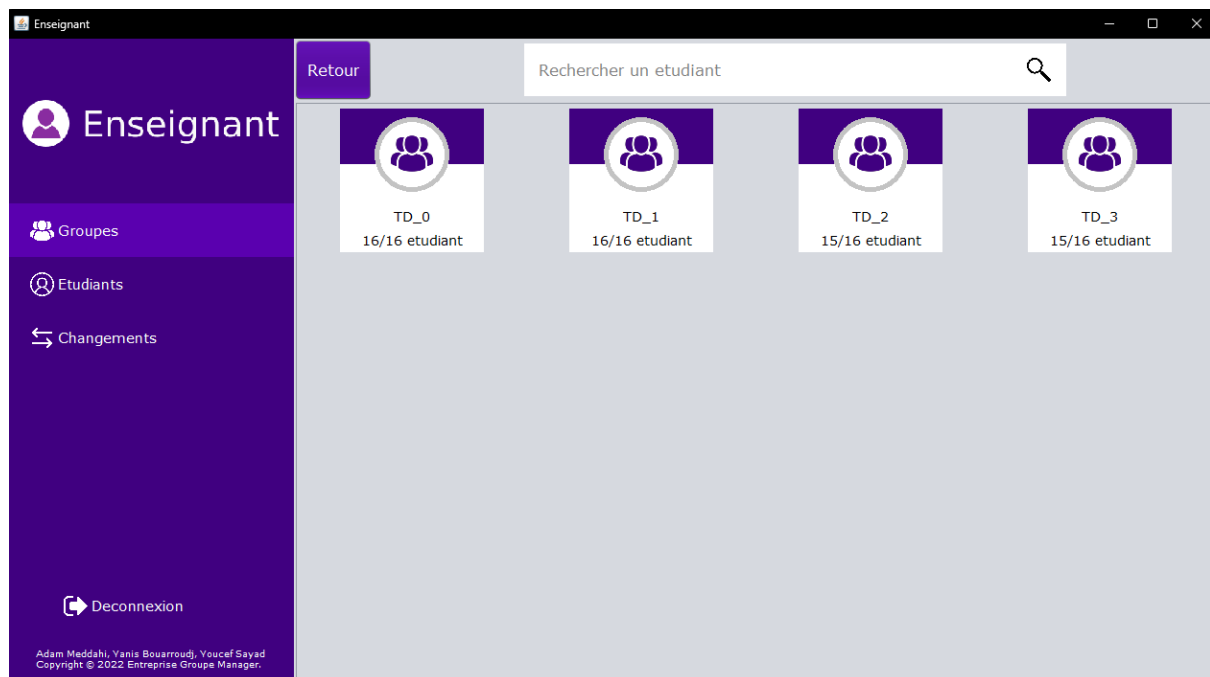 Enseignant
Retour
Rechercher un etudiant
Enseignant
Groupes
Etudiants
Changements
TD_0
16/16 etudiant
TD_1
16/16 etudiant
TD_2
15/16 etudiant
TD_3
15/16 etudiant
Deconnexion
Adam Meddahi, Yanis Bouarroudj, Youcef Sayad
Copyright © 2022 Entreprise Groupe Manager.